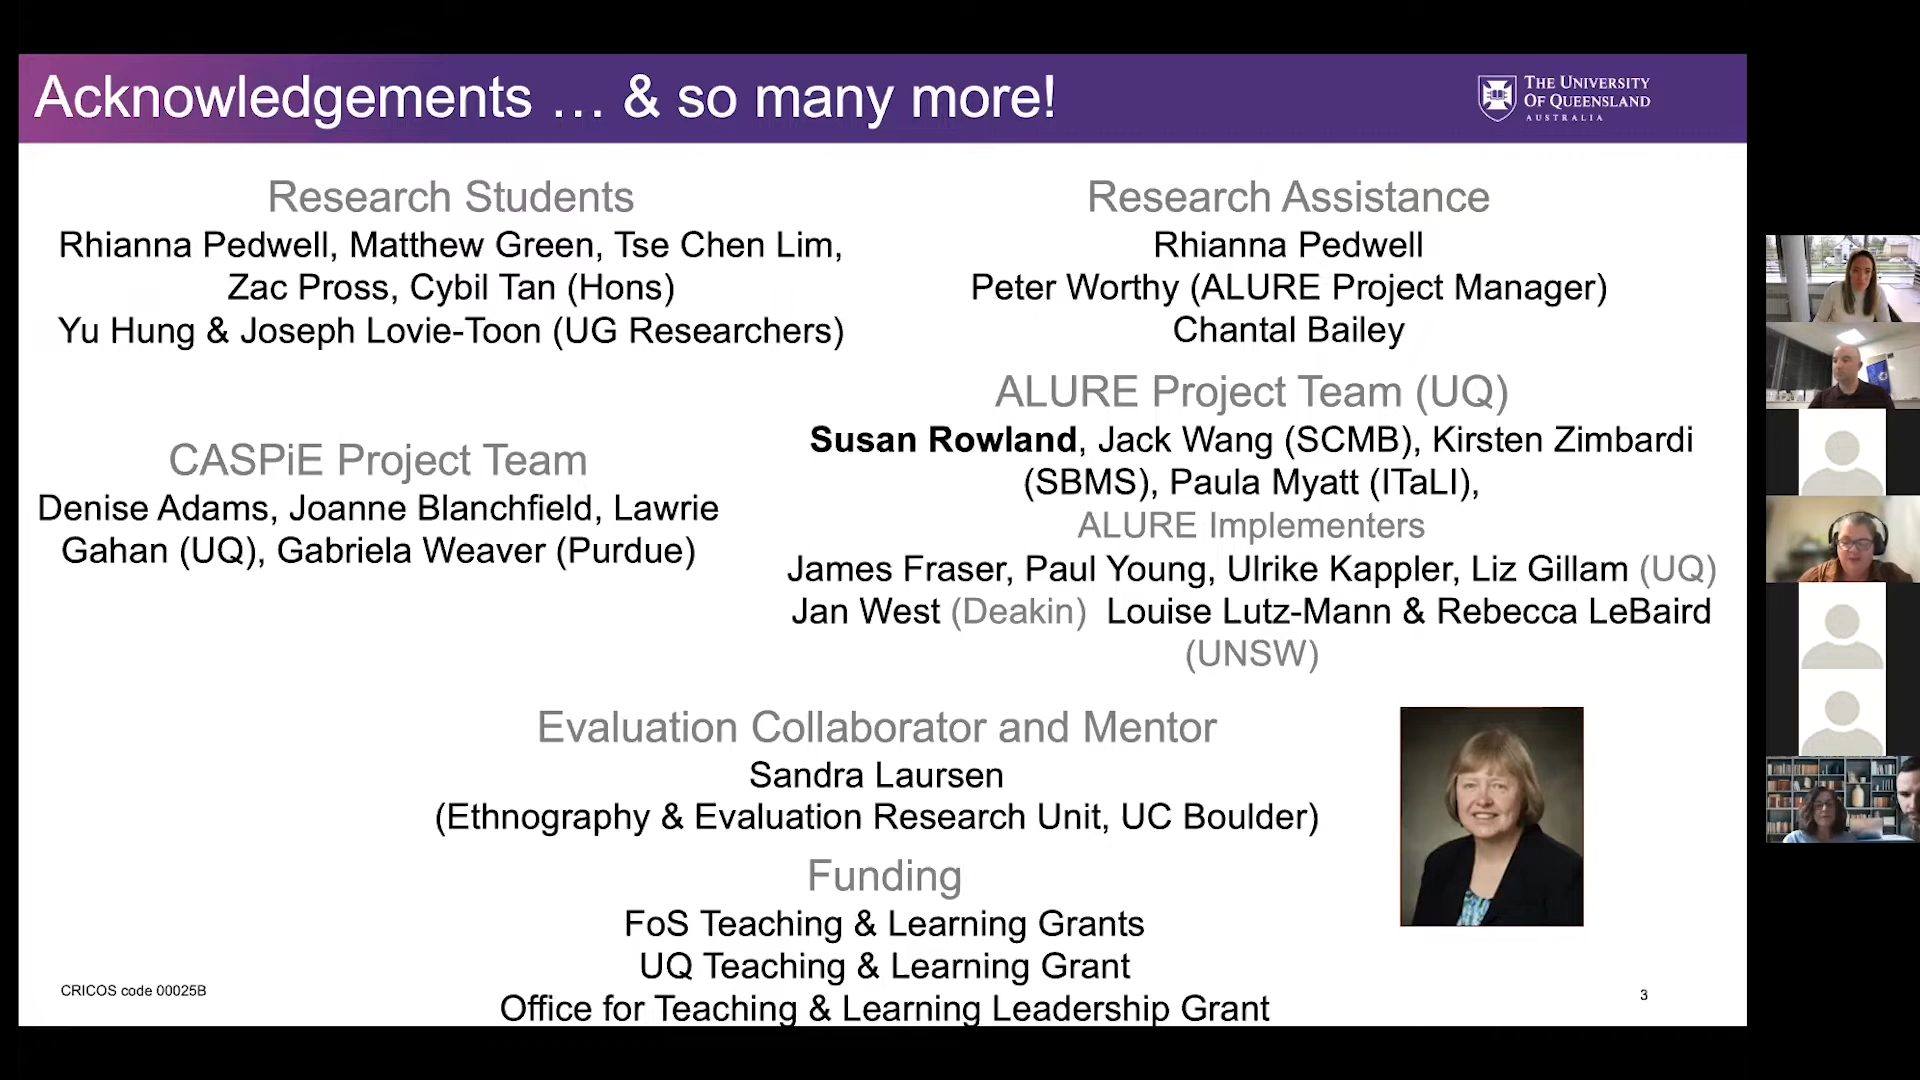 Acknowledgements … & so many more!
THE UNIVERSITY
OF QUEENSLAND
AUSTRALIA
Research Students
Rhianna Pedwell, Matthew Green, Tse Chen Lim,
Zac Pross, Cybil Tan (Hons)
Yu Hung & Joseph Lovie-Toon (UG Researchers)
CASPiE Project Team
Denise Adams, Joanne Blanchfield, Lawrie
Gahan (UQ), Gabriela Weaver (Purdue)
Research Assistance
Rhianna Pedwell
Peter Worthy (ALURE Project Manager)
Chantal Bailey
ALURE Project Team (UQ)
Susan Rowland, Jack Wang (SCMB), Kirsten Zimbardi
(SBMS), Paula Myatt (ITaLI),
ALURE Implementers
James Fraser, Paul Young, Ulrike Kappler, Liz Gillam (UQ)
Jan West (Deakin) Louise Lutz-Mann & Rebecca LeBaird
(UNSW)
Evaluation Collaborator and Mentor
Sandra Laursen
(Ethnography & Evaluation Research Unit, UC Boulder)
Funding
FoS Teaching & Learning Grants
UQ Teaching & Learning Grant
Office for Teaching & Learning Leadership Grant
CRICOS code 00025B
3